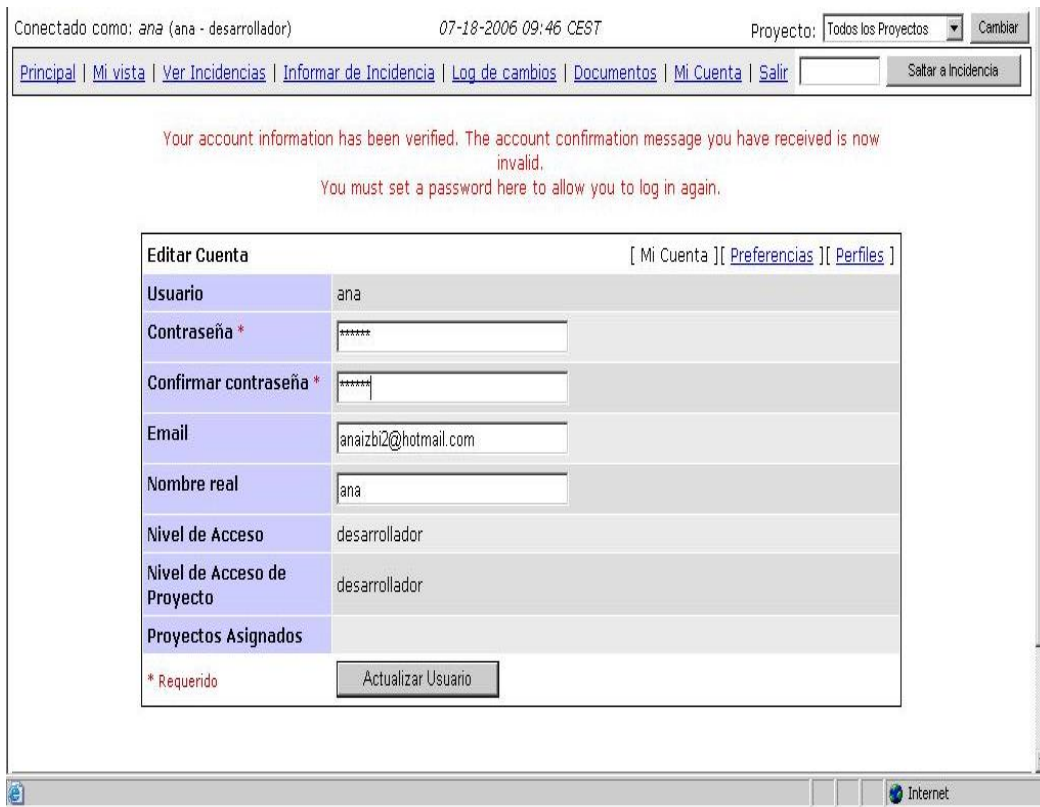 Conectado como: ana (ana - desarrollador) 07-18-2006 09:46 CEST Proyecto: Todos los Proyectos Cambiar
Principal | Mi vista | Ver Incidencias | Informar de Incidencia | Log de cambios | Documentos | Mi Cuenta | Salir Saltar a Incidencia
Your account information has been verified. The account confirmation message you have received is now
invalid.
You must set a password here to allow you to log in again.
Editar Cuenta [ Mi Cuenta ][ Preferencias ][ Perfiles ]
Usuario ana
Contraseña * ******
Confirmar contraseña * ******
Email anaizbi2@hotmail.com
Nombre real ana
Nivel de Acceso desarrollador
Nivel de Acceso de
Proyecto desarrollador
Proyectos Asignados
* Requerido Actualizar Usuario
Internet